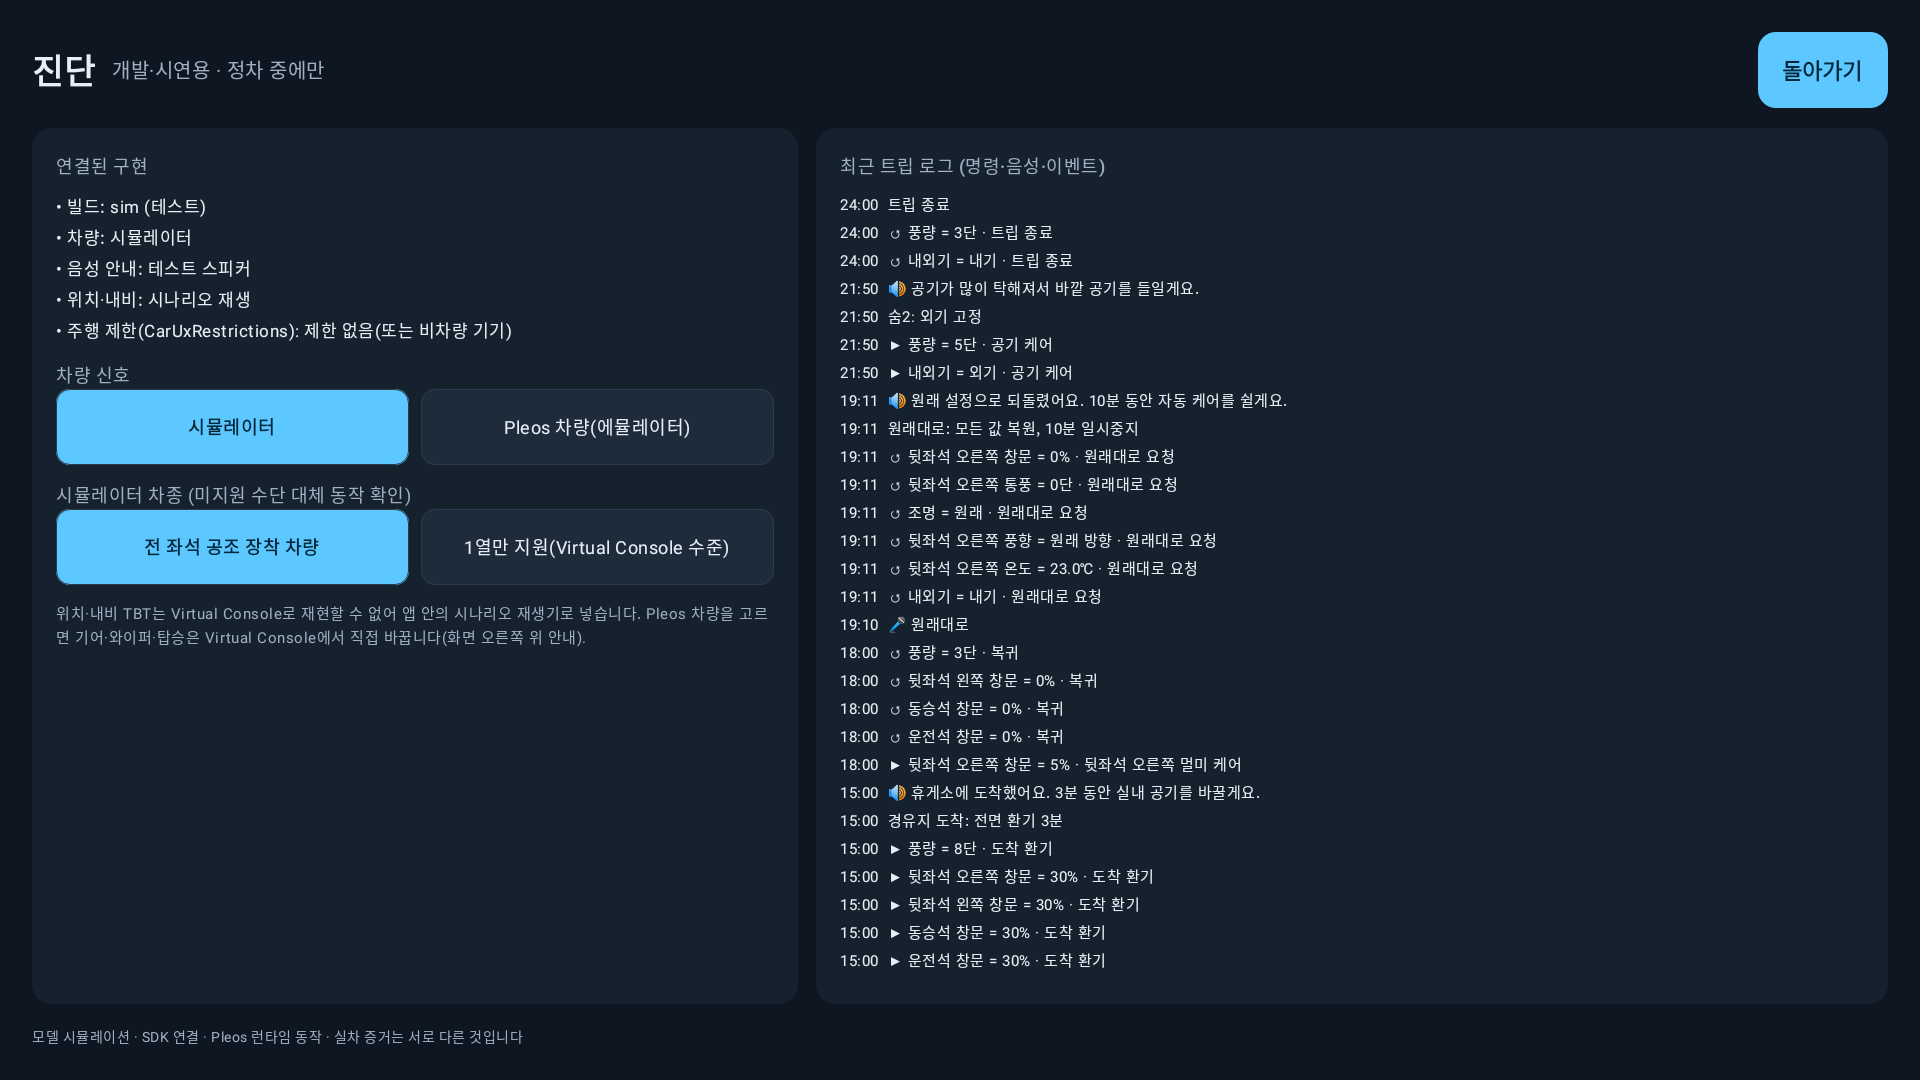 진단 개발·시연용 · 정차 중에만
돌아가기
연결된 구현
• 빌드: sim (테스트)
• 차량: 시뮬레이터
• 음성 안내: 테스트 스피커
• 위치·내비: 시나리오 재생
• 주행 제한(CarUxRestrictions): 제한 없음(또는 비차량 기기)
차량 신호
시뮬레이터
Pleos 차량(에뮬레이터)
시뮬레이터 차종 (미지원 수단 대체 동작 확인)
전 좌석 공조 장착 차량
1열만 지원(Virtual Console 수준)
위치·내비 TBT는 Virtual Console로 재현할 수 없어 앱 안의 시나리오 재생기로 넣습니다. Pleos 차량을 고르
면 기어·와이퍼·탑승은 Virtual Console에서 직접 바꿉니다(화면 오른쪽 위 안내).
최근 트립 로그 (명령·음성·이벤트)
24:00 트립 종료
24:00 ↺ 풍량 = 3단 · 트립 종료
24:00 ↺ 내외기 = 내기 · 트립 종료
21:50 🔊 공기가 많이 탁해져서 바깥 공기를 들일게요.
21:50 숨2: 외기 고정
21:50 ▶ 풍량 = 5단 · 공기 케어
21:50 ▶ 내외기 = 외기 · 공기 케어
19:11 🔊 원래 설정으로 되돌렸어요. 10분 동안 자동 케어를 쉴게요.
19:11 원래대로: 모든 값 복원, 10분 일시중지
19:11 ↺ 뒷좌석 오른쪽 창문 = 0% · 원래대로 요청
19:11 ↺ 뒷좌석 오른쪽 통풍 = 0단 · 원래대로 요청
19:11 ↺ 조명 = 원래 · 원래대로 요청
19:11 ↺ 뒷좌석 오른쪽 풍향 = 원래 방향 · 원래대로 요청
19:11 ↺ 뒷좌석 오른쪽 온도 = 23.0℃ · 원래대로 요청
19:11 ↺ 내외기 = 내기 · 원래대로 요청
19:10 🎤 원래대로
18:00 ↺ 풍량 = 3단 · 복귀
18:00 ↺ 뒷좌석 왼쪽 창문 = 0% · 복귀
18:00 ↺ 동승석 창문 = 0% · 복귀
18:00 ↺ 운전석 창문 = 0% · 복귀
18:00 ▶ 뒷좌석 오른쪽 창문 = 5% · 뒷좌석 오른쪽 멀미 케어
15:00 🔊 휴게소에 도착했어요. 3분 동안 실내 공기를 바꿀게요.
15:00 경유지 도착: 전면 환기 3분
15:00 ▶ 풍량 = 8단 · 도착 환기
15:00 ▶ 뒷좌석 오른쪽 창문 = 30% · 도착 환기
15:00 ▶ 뒷좌석 왼쪽 창문 = 30% · 도착 환기
15:00 ▶ 동승석 창문 = 30% · 도착 환기
15:00 ▶ 운전석 창문 = 30% · 도착 환기
모델 시뮬레이션 · SDK 연결 · Pleos 런타임 동작 · 실차 증거는 서로 다른 것입니다